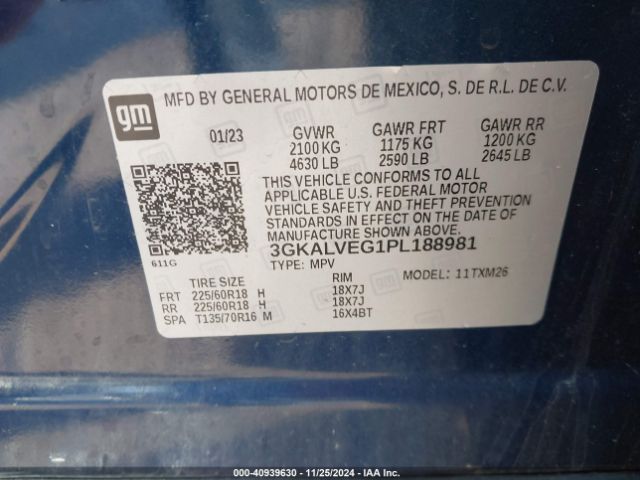 gm
MFD BY GENERAL MOTORS DE MEXICO, S. DE R.L. DE C.V.
01/23 GVWR GAWR FRT GAWR RR
2100 KG 1175 KG 1200 KG
4630 LB 2590 LB 2645 LB
THIS VEHICLE CONFORMS TO ALL
APPLICABLE U.S. FEDERAL MOTOR
VEHICLE SAFETY AND THEFT PREVENTION
STANDARDS IN EFFECT ON THE DATE OF
MANUFACTURE SHOWN ABOVE.
3GKALVEG1PL188981
611G
TYPE: MPV MODEL: 11TXM26
TIRE SIZE RIM
FRT 225/60R18 H 18X7J
RR 225/60R18 H 18X7J
SPA T135/70R16 M 16X4BT
000-40939630 - 11/25/2024 - IAA Inc.